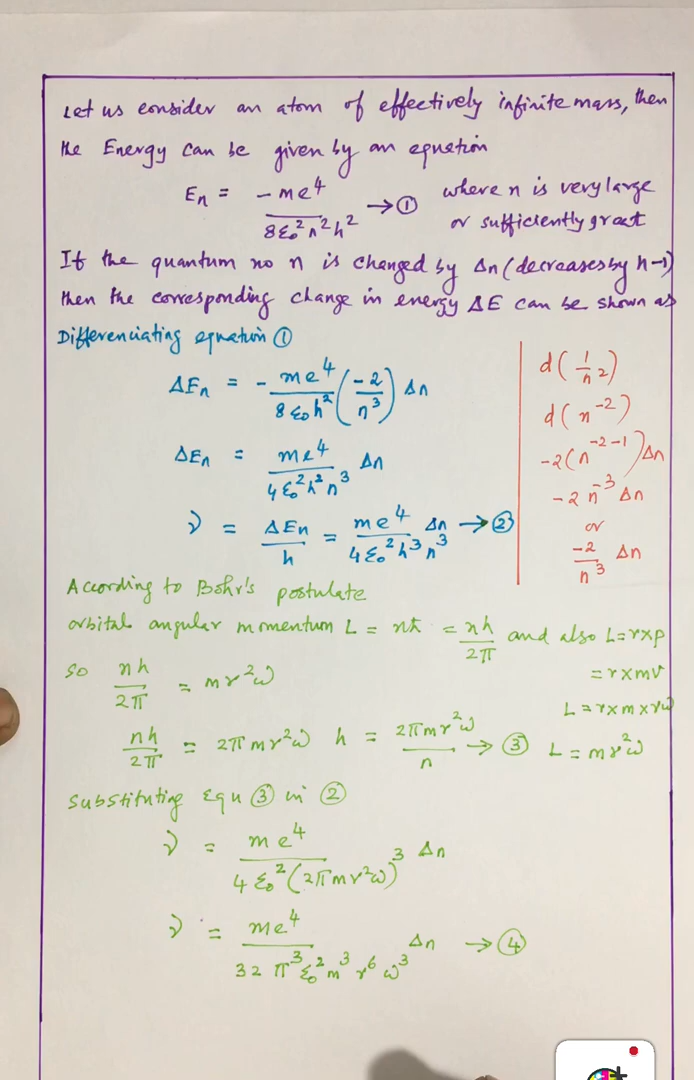 Let us consider an atom of effectively infinite mass, then
the Energy can be given by an equation
En = -me⁴ / 8ε₀²n²h² → ① where n is very large
or sufficiently great
If the quantum no n is changed by Δn (decreases by n-1)
then the corresponding change in energy ΔE can be shown as
Differenciating equation ①
ΔEn = - me⁴ / 8ε₀h² (-2 / n³) Δn
ΔEn = me⁴ / 4ε₀²h²n³ Δn
ν = ΔEn / h = me⁴ / 4ε₀²h³n³ Δn → ②
d(1/n²)
d(n⁻²)
-2(n⁻²⁻¹)Δn
-2 n⁻³ Δn
or
-2/n³ Δn
According to Bohr's postulate
orbital angular momentum L = nħ = nh/2π and also L = r×p
= r×mv
L = r×m×rω
L = mr²ω
so nh/2π = mr²ω
nh/2π = 2πmr²ω h = 2πmr²ω / n → ③
Substituting Equ ③ in ②
ν = me⁴ / 4ε₀²(2πmr²ω)³ Δn
ν = me⁴ / 32π³ε₀²m³r⁶ω³ Δn → ④